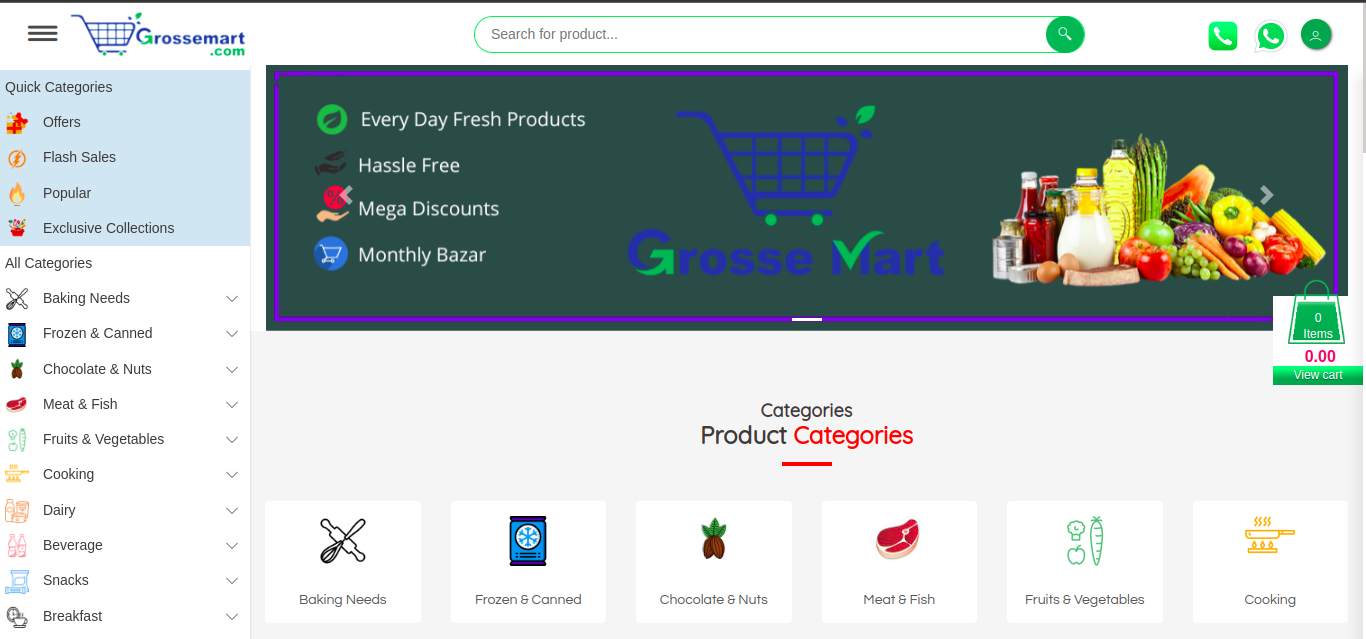 Grossemart
.com
Search for product...
Quick Categories
Offers
Flash Sales
Popular
Exclusive Collections
All Categories
Baking Needs
Frozen & Canned
Chocolate & Nuts
Meat & Fish
Fruits & Vegetables
Cooking
Dairy
Beverage
Snacks
Breakfast
Every Day Fresh Products
Hassle Free
%
Mega Discounts
Monthly Bazar
Grosse Mart
0
Items
0.00
View cart
Categories
Product Categories
Baking Needs
Frozen & Canned
Chocolate & Nuts
Meat & Fish
Fruits & Vegetables
Cooking